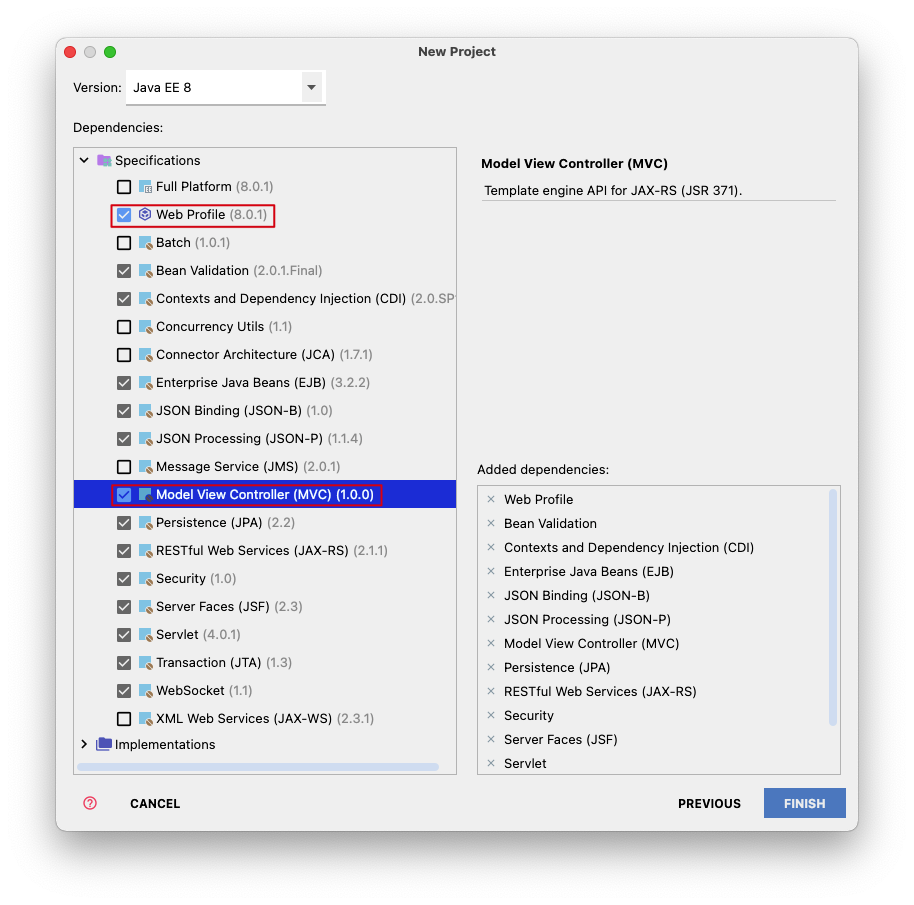 New Project
Version: Java EE 8
Dependencies:
Specifications
Full Platform (8.0.1)
Web Profile (8.0.1)
Batch (1.0.1)
Bean Validation (2.0.1.Final)
Contexts and Dependency Injection (CDI) (2.0.SP
Concurrency Utils (1.1)
Connector Architecture (JCA) (1.7.1)
Enterprise Java Beans (EJB) (3.2.2)
JSON Binding (JSON-B) (1.0)
JSON Processing (JSON-P) (1.1.4)
Message Service (JMS) (2.0.1)
Model View Controller (MVC) (1.0.0)
Persistence (JPA) (2.2)
RESTful Web Services (JAX-RS) (2.1.1)
Security (1.0)
Server Faces (JSF) (2.3)
Servlet (4.0.1)
Transaction (JTA) (1.3)
WebSocket (1.1)
XML Web Services (JAX-WS) (2.3.1)
Implementations
Model View Controller (MVC)
Template engine API for JAX-RS (JSR 371).
Added dependencies:
Web Profile
Bean Validation
Contexts and Dependency Injection (CDI)
Enterprise Java Beans (EJB)
JSON Binding (JSON-B)
JSON Processing (JSON-P)
Model View Controller (MVC)
Persistence (JPA)
RESTful Web Services (JAX-RS)
Security
Server Faces (JSF)
Servlet
? CANCEL PREVIOUS FINISH